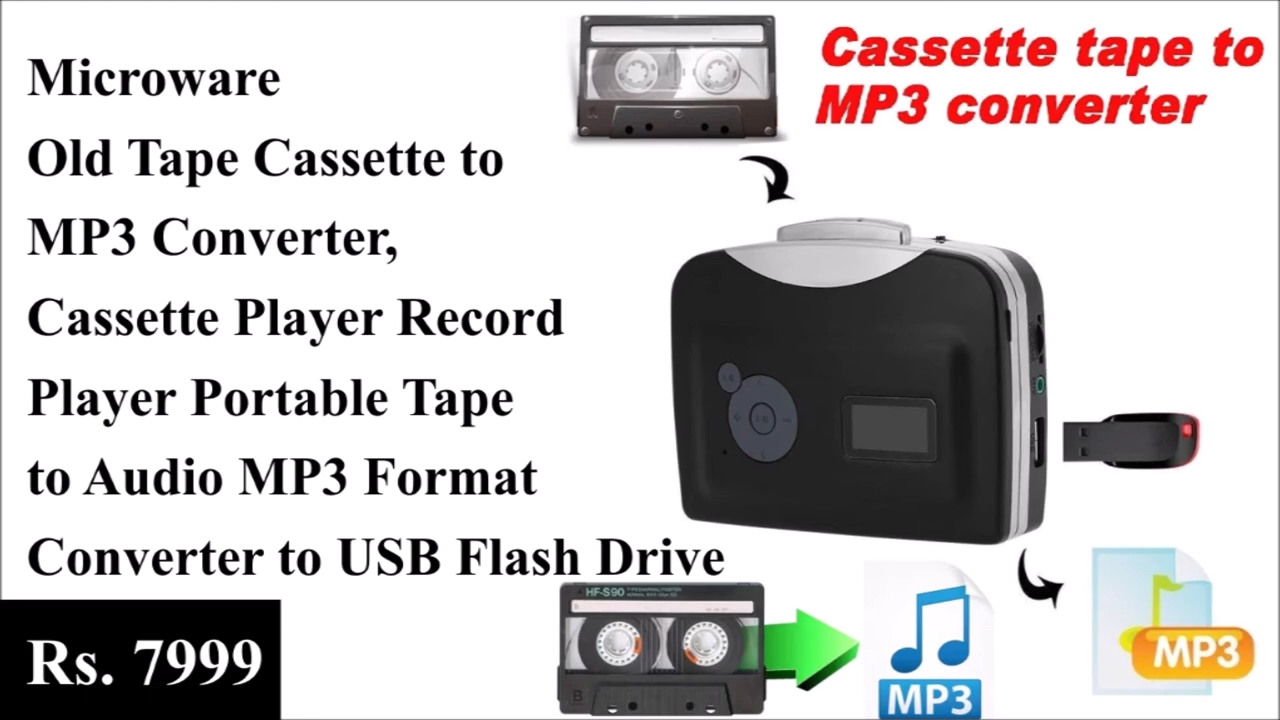 Microware
Old Tape Cassette to
MP3 Converter,
Cassette Player Record
Player Portable Tape
to Audio MP3 Format
Converter to USB Flash Drive
Rs. 7999
Cassette tape to
MP3 converter
HF-S90
B
MP3
MP3